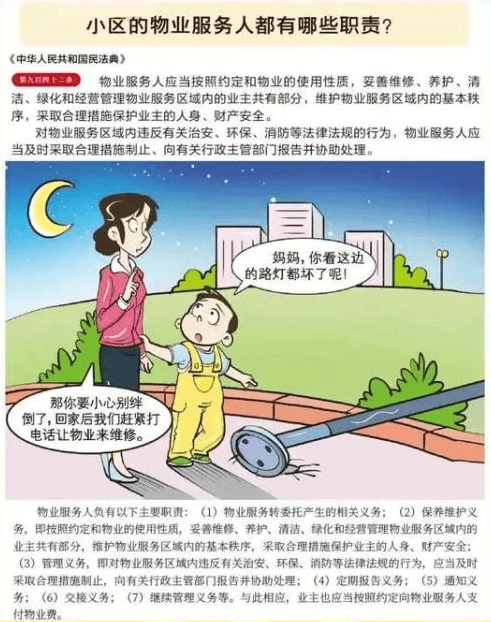 小区的物业服务人都有哪些职责？
《中华人民共和国民法典》
第九百四十二条 物业服务人应当按照约定和物业的使用性质，妥善维修、养护、清
洁、绿化和经营管理物业服务区域内的业主共有部分，维护物业服务区域内的基本秩
序，采取合理措施保护业主的人身、财产安全。
对物业服务区域内违反有关治安、环保、消防等法律法规的行为，物业服务人应
当及时采取合理措施制止、向有关行政主管部门报告并协助处理。
妈妈，你看这边
的路灯都坏了呢！
那你要小心别绊
倒了，回家后我们赶紧打
电话让物业来维修。
物业服务人负有以下主要职责：（1）物业服务转委托产生的相关义务；（2）保养维护义
务，即按照约定和物业的使用性质，妥善维修、养护、清洁、绿化和经营管理物业服务区域内的
业主共有部分，维护物业服务区域内的基本秩序，采取合理措施保护业主的人身、财产安全；
（3）管理义务，即对物业服务区域内违反有关治安、环保、消防等法律法规的行为，应当及时
采取合理措施制止，向有关行政主管部门报告并协助处理；（4）定期报告义务；（5）通知义
务；（6）交接义务；（7）继续管理义务等。与此相应，业主也应当按照约定向物业服务人支
付物业费。